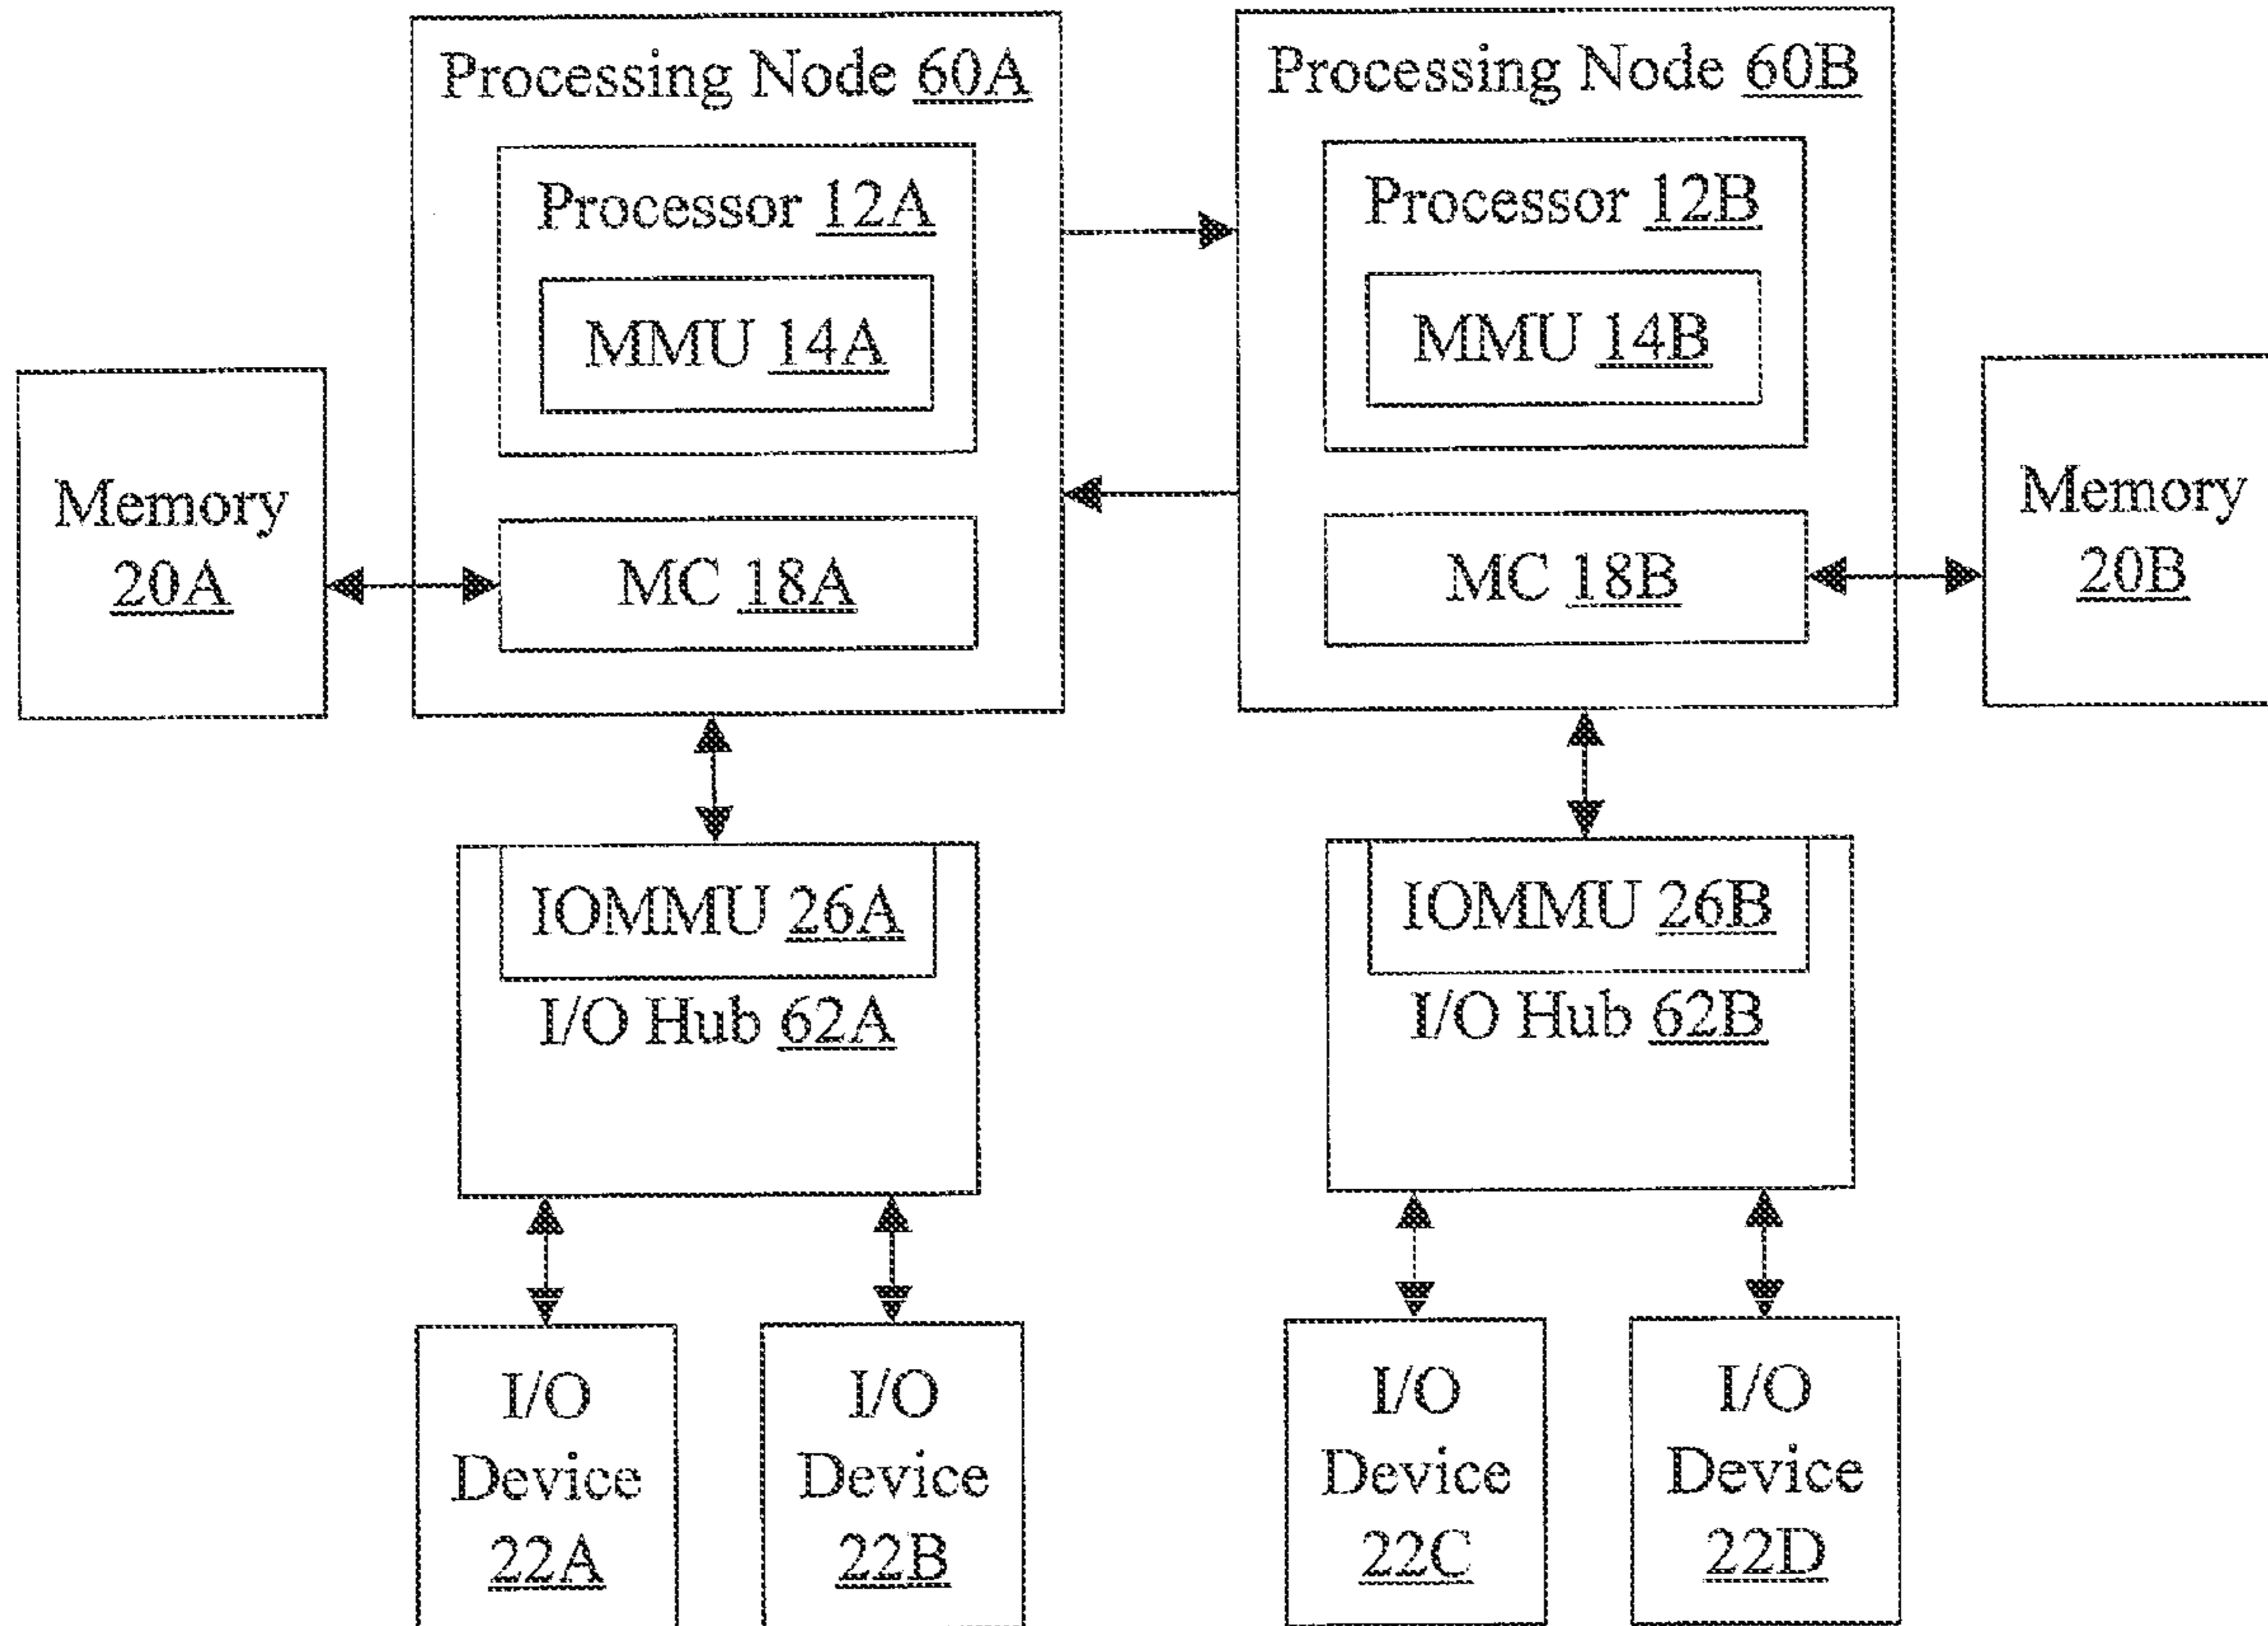 Processing Node 60A
Processor 12A
MMU 14A
MC 18A
Memory
20A
Processing Node 60B
Processor 12B
MMU 14B
MC 18B
Memory
20B
IOMMU 26A
I/O Hub 62A
IOMMU 26B
I/O Hub 62B
I/O
Device
22A
I/O
Device
22B
I/O
Device
22C
I/O
Device
22D